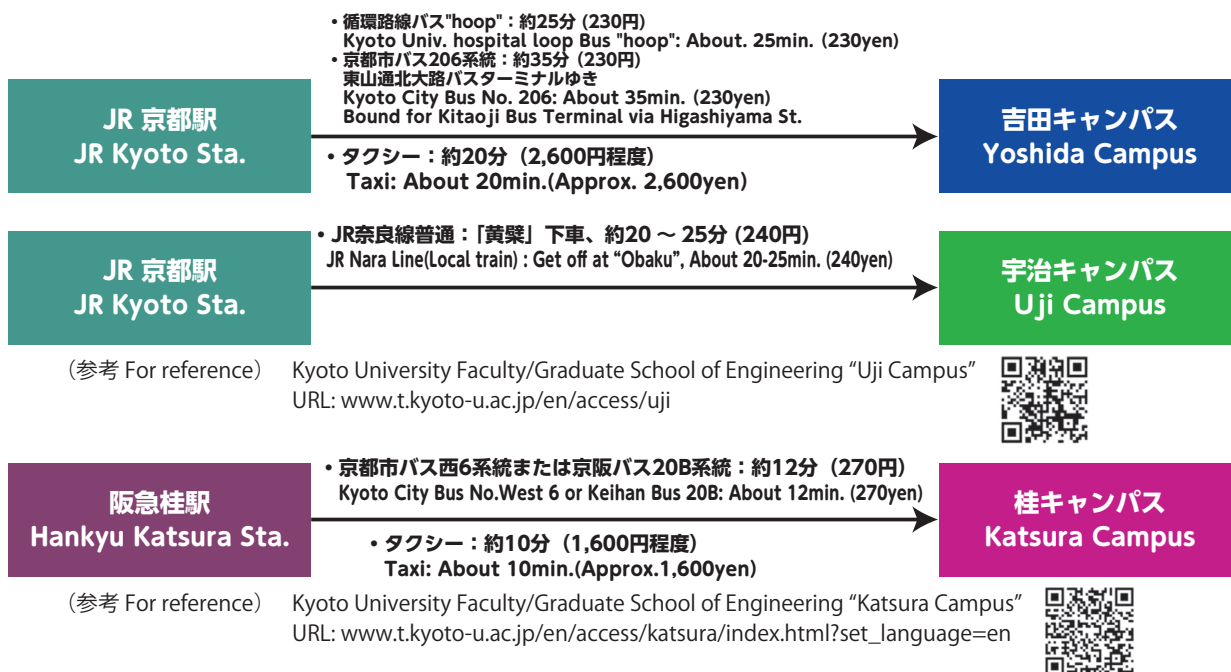 ・循環路線バス"hoop"：約25分 (230円)
Kyoto Univ. hospital loop Bus "hoop": About. 25min. (230yen)
・京都市バス206系統：約35分 (230円)
東山通北大路バスターミナルゆき
Kyoto City Bus No. 206: About 35min. (230yen)
Bound for Kitaoji Bus Terminal via Higashiyama St.
JR 京都駅
JR Kyoto Sta.
吉田キャンパス
Yoshida Campus
・タクシー：約20分（2,600円程度）
Taxi: About 20min.(Approx. 2,600yen)
・JR奈良線普通：「黄檗」下車、約20 ～ 25分 (240円)
JR Nara Line(Local train) : Get off at “Obaku”, About 20-25min. (240yen)
JR 京都駅
JR Kyoto Sta.
宇治キャンパス
Uji Campus
（参考 For reference） Kyoto University Faculty/Graduate School of Engineering “Uji Campus”
URL: www.t.kyoto-u.ac.jp/en/access/uji
・京都市バス西6系統または京阪バス20B系統：約12分（270円）
Kyoto City Bus No.West 6 or Keihan Bus 20B: About 12min. (270yen)
阪急桂駅
Hankyu Katsura Sta.
桂キャンパス
Katsura Campus
・タクシー：約10分（1,600円程度）
Taxi: About 10min.(Approx.1,600yen)
（参考 For reference） Kyoto University Faculty/Graduate School of Engineering “Katsura Campus”
URL: www.t.kyoto-u.ac.jp/en/access/katsura/index.html?set_language=en